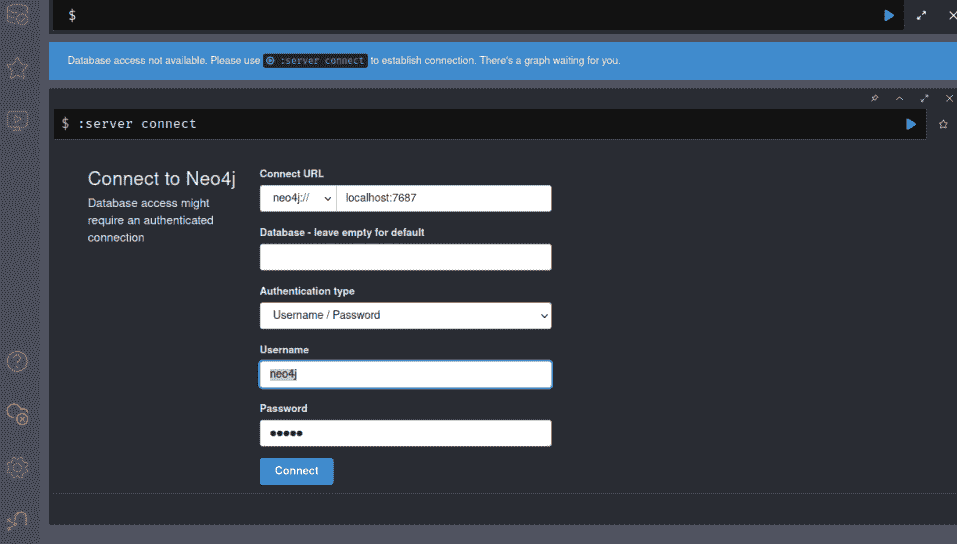 $
Database access not available. Please use :server connect to establish connection. There's a graph waiting for you.
$ :server connect
Connect to Neo4j
Database access might
require an authenticated
connection
Connect URL
neo4j:// localhost:7687
Database - leave empty for default
Authentication type
Username / Password
Username
neo4j
Password
•••••
Connect